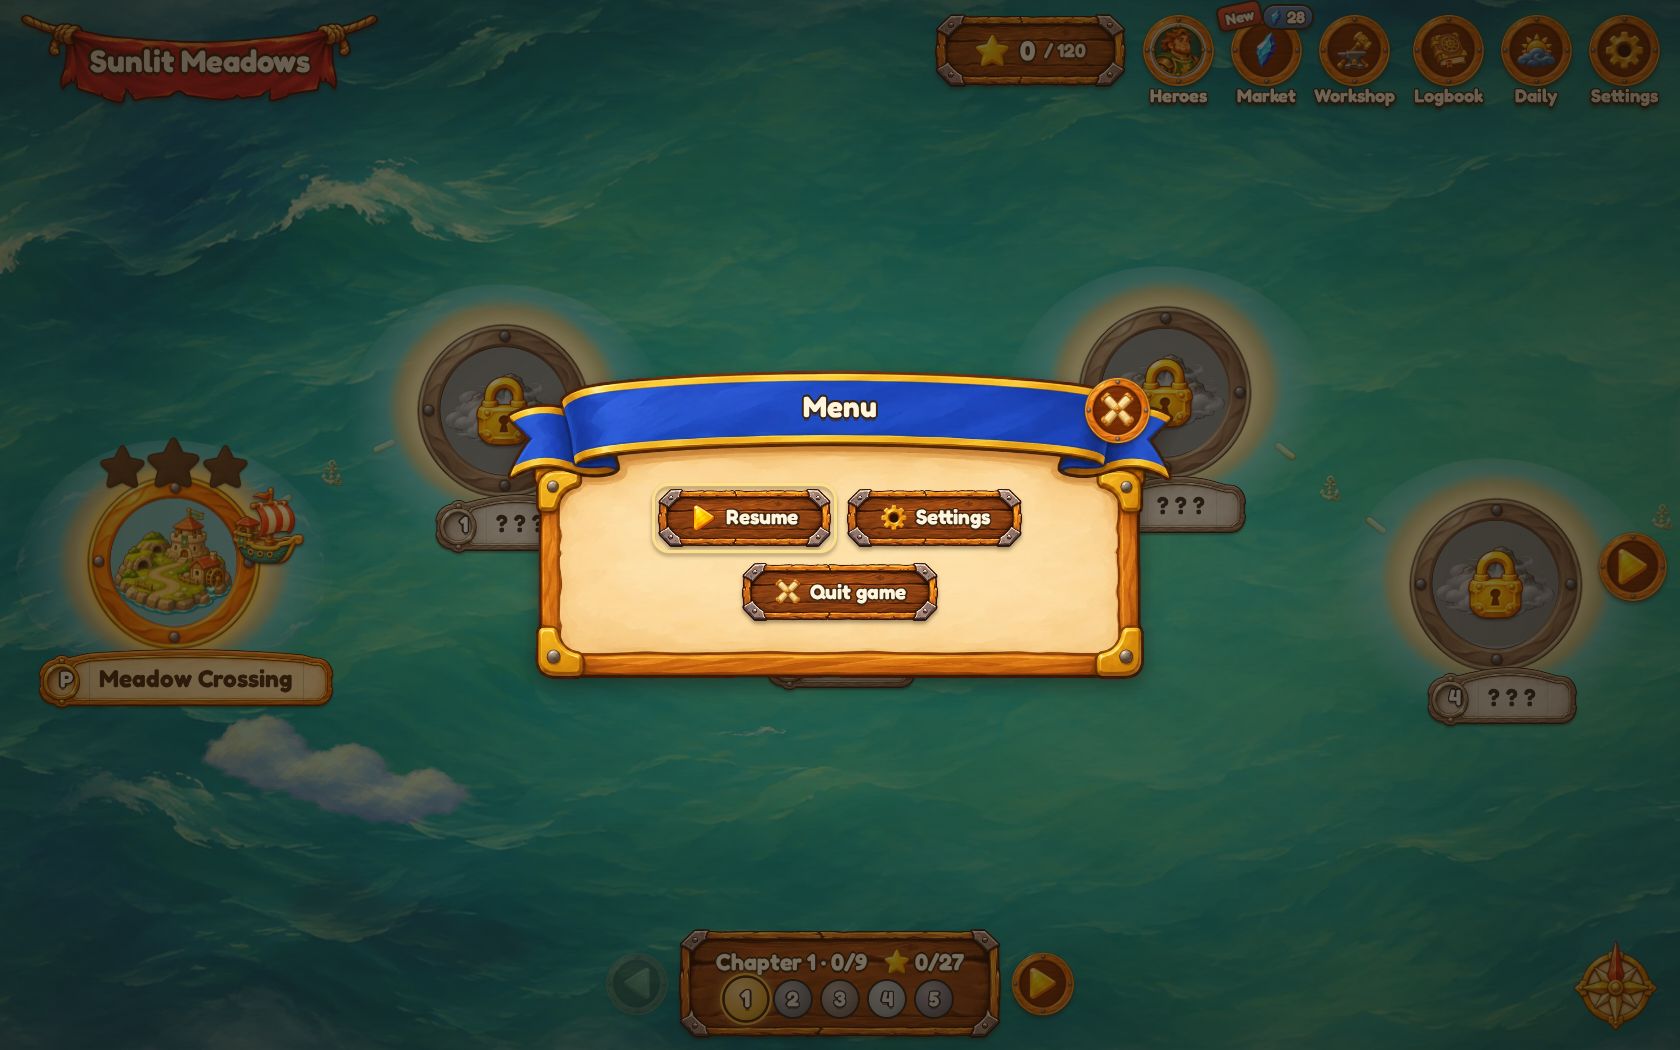 Sunlit Meadows
0 / 120
New
28
Heroes
Market
Workshop
Logbook
Daily
Settings
Menu
Resume
Settings
Quit game
1
???
???
P
Meadow Crossing
4
???
Chapter 1 · 0/9
0/27
1
2
3
4
5